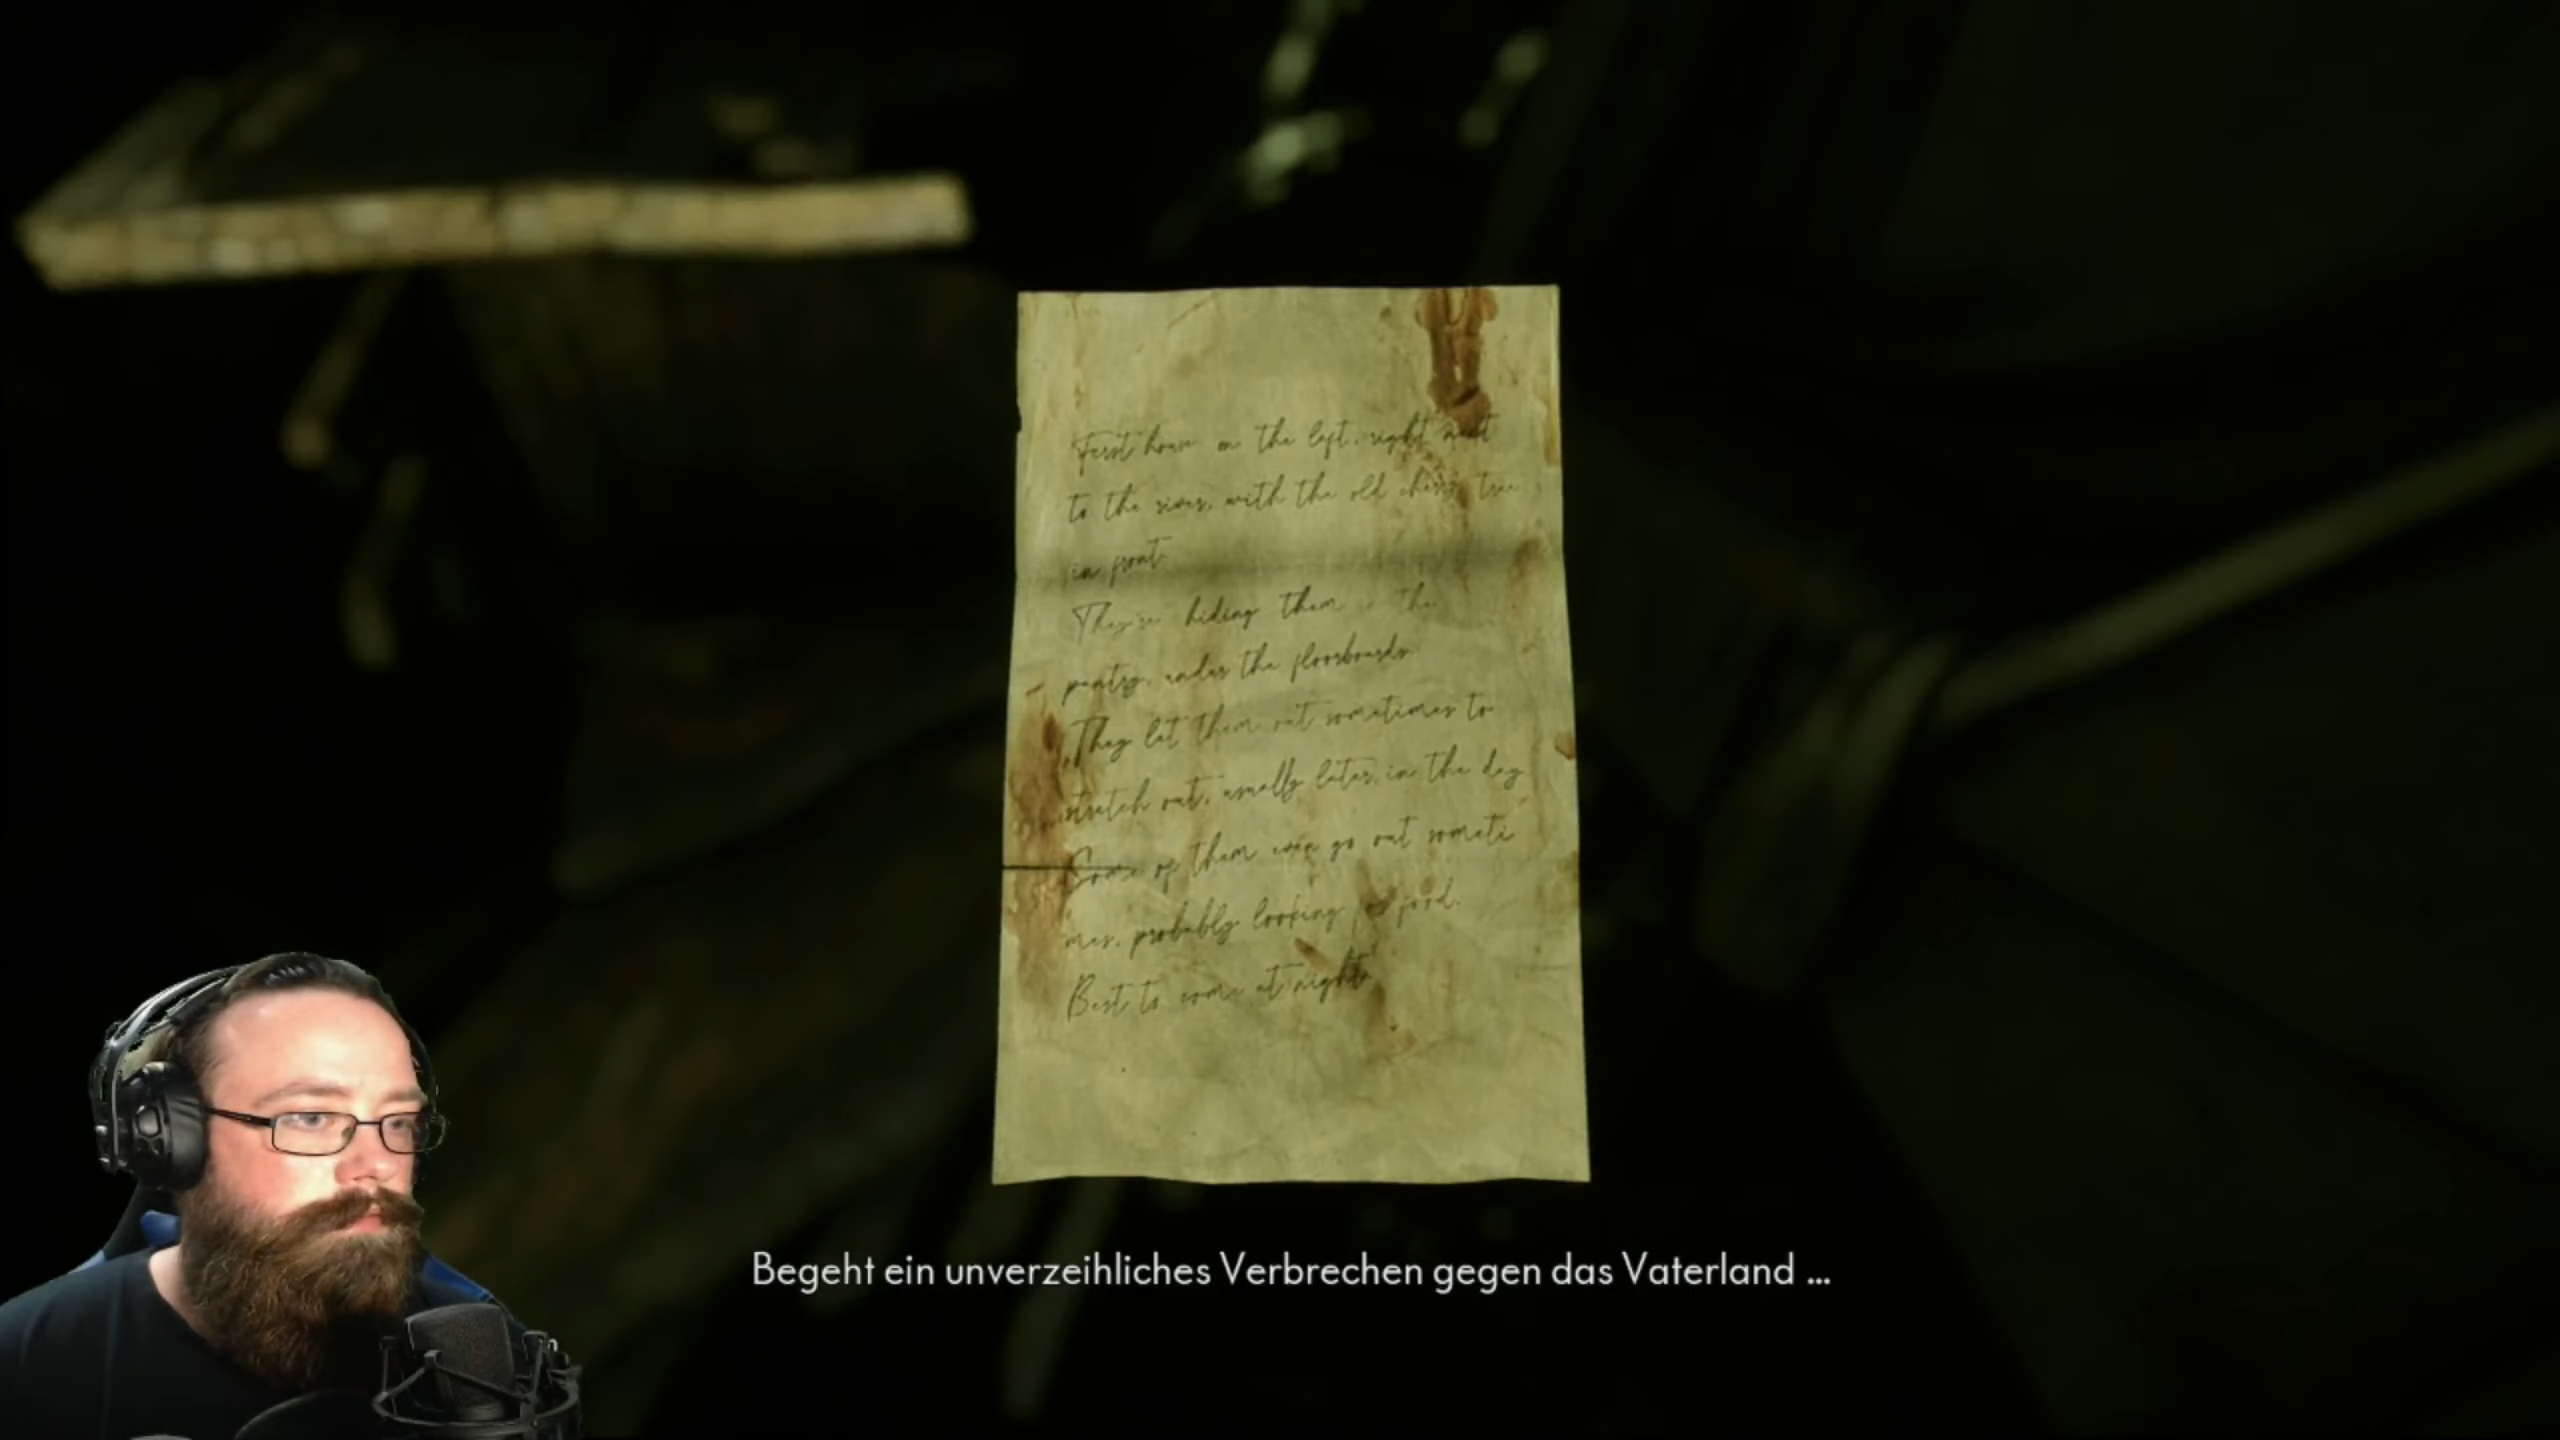 First house on the left, right next
to the river, with the old cherry tree
in front.
They're hiding them in the
pantry, under the floorboards.
They let them out sometimes to
stretch out, usually later in the day
Some of them even go out someti
mes, probably looking for food.
Best to come at night.
Begeht ein unverzeihliches Verbrechen gegen das Vaterland ...